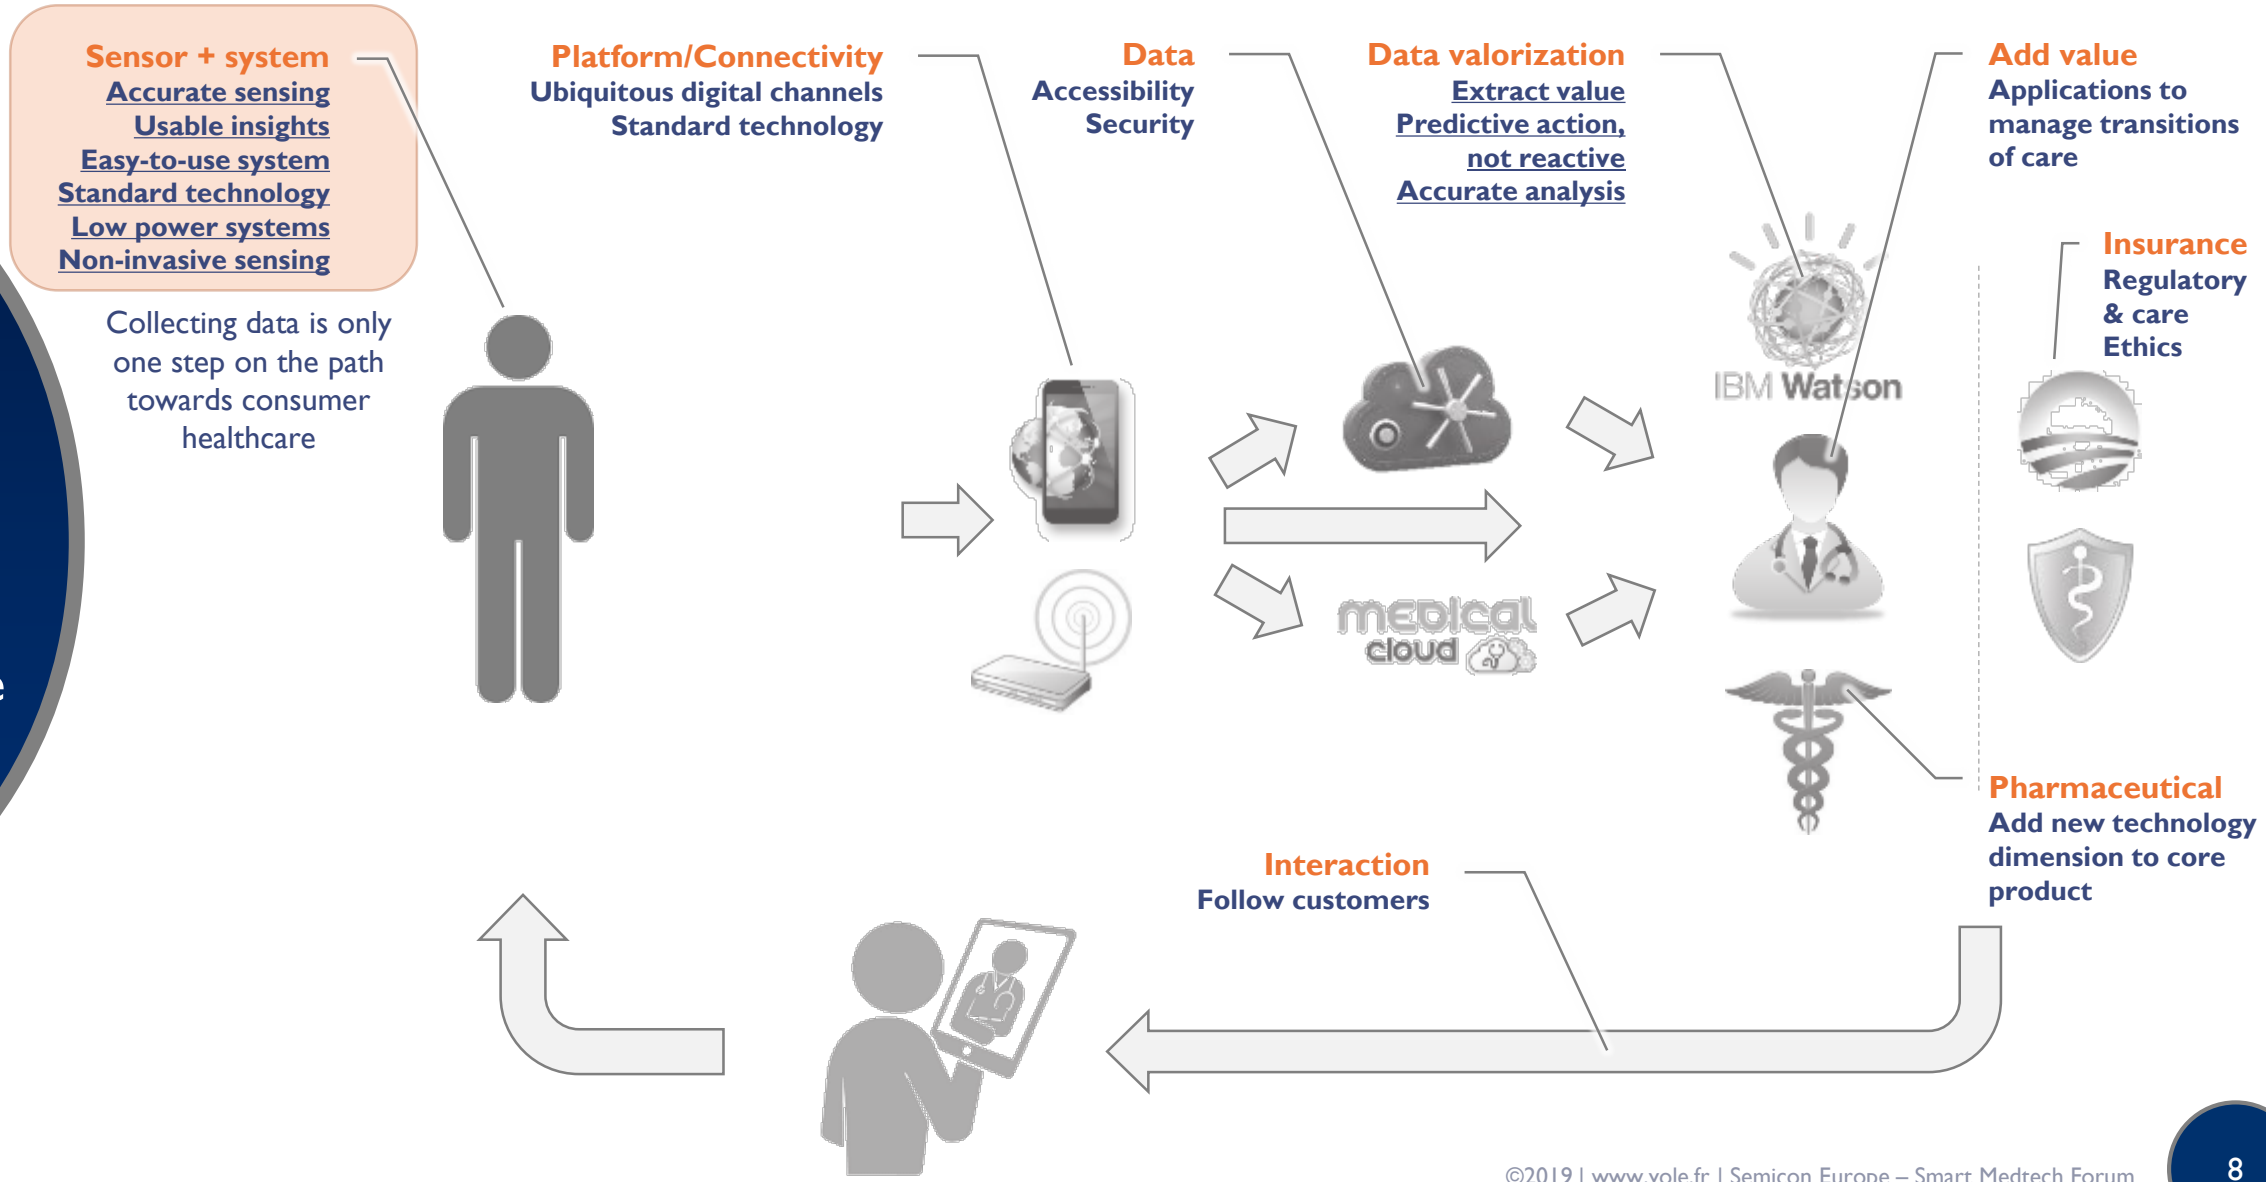 Sensor + system
Accurate sensing
Usable insights
Easy-to-use system
Standard technology
Low power systems
Non-invasive sensing
Collecting data is only
one step on the path
towards consumer
healthcare
Platform/Connectivity
Ubiquitous digital channels
Standard technology
Data
Accessibility
Security
Data valorization
Extract value
Predictive action,
not reactive
Accurate analysis
Add value
Applications to
manage transitions
of care
Insurance
Regulatory
& care
Ethics
IBM Watson
medical
cloud
Pharmaceutical
Add new technology
dimension to core
product
Interaction
Follow customers
e
©2019 | www.yole.fr | Semicon Europe – Smart Medtech Forum
8